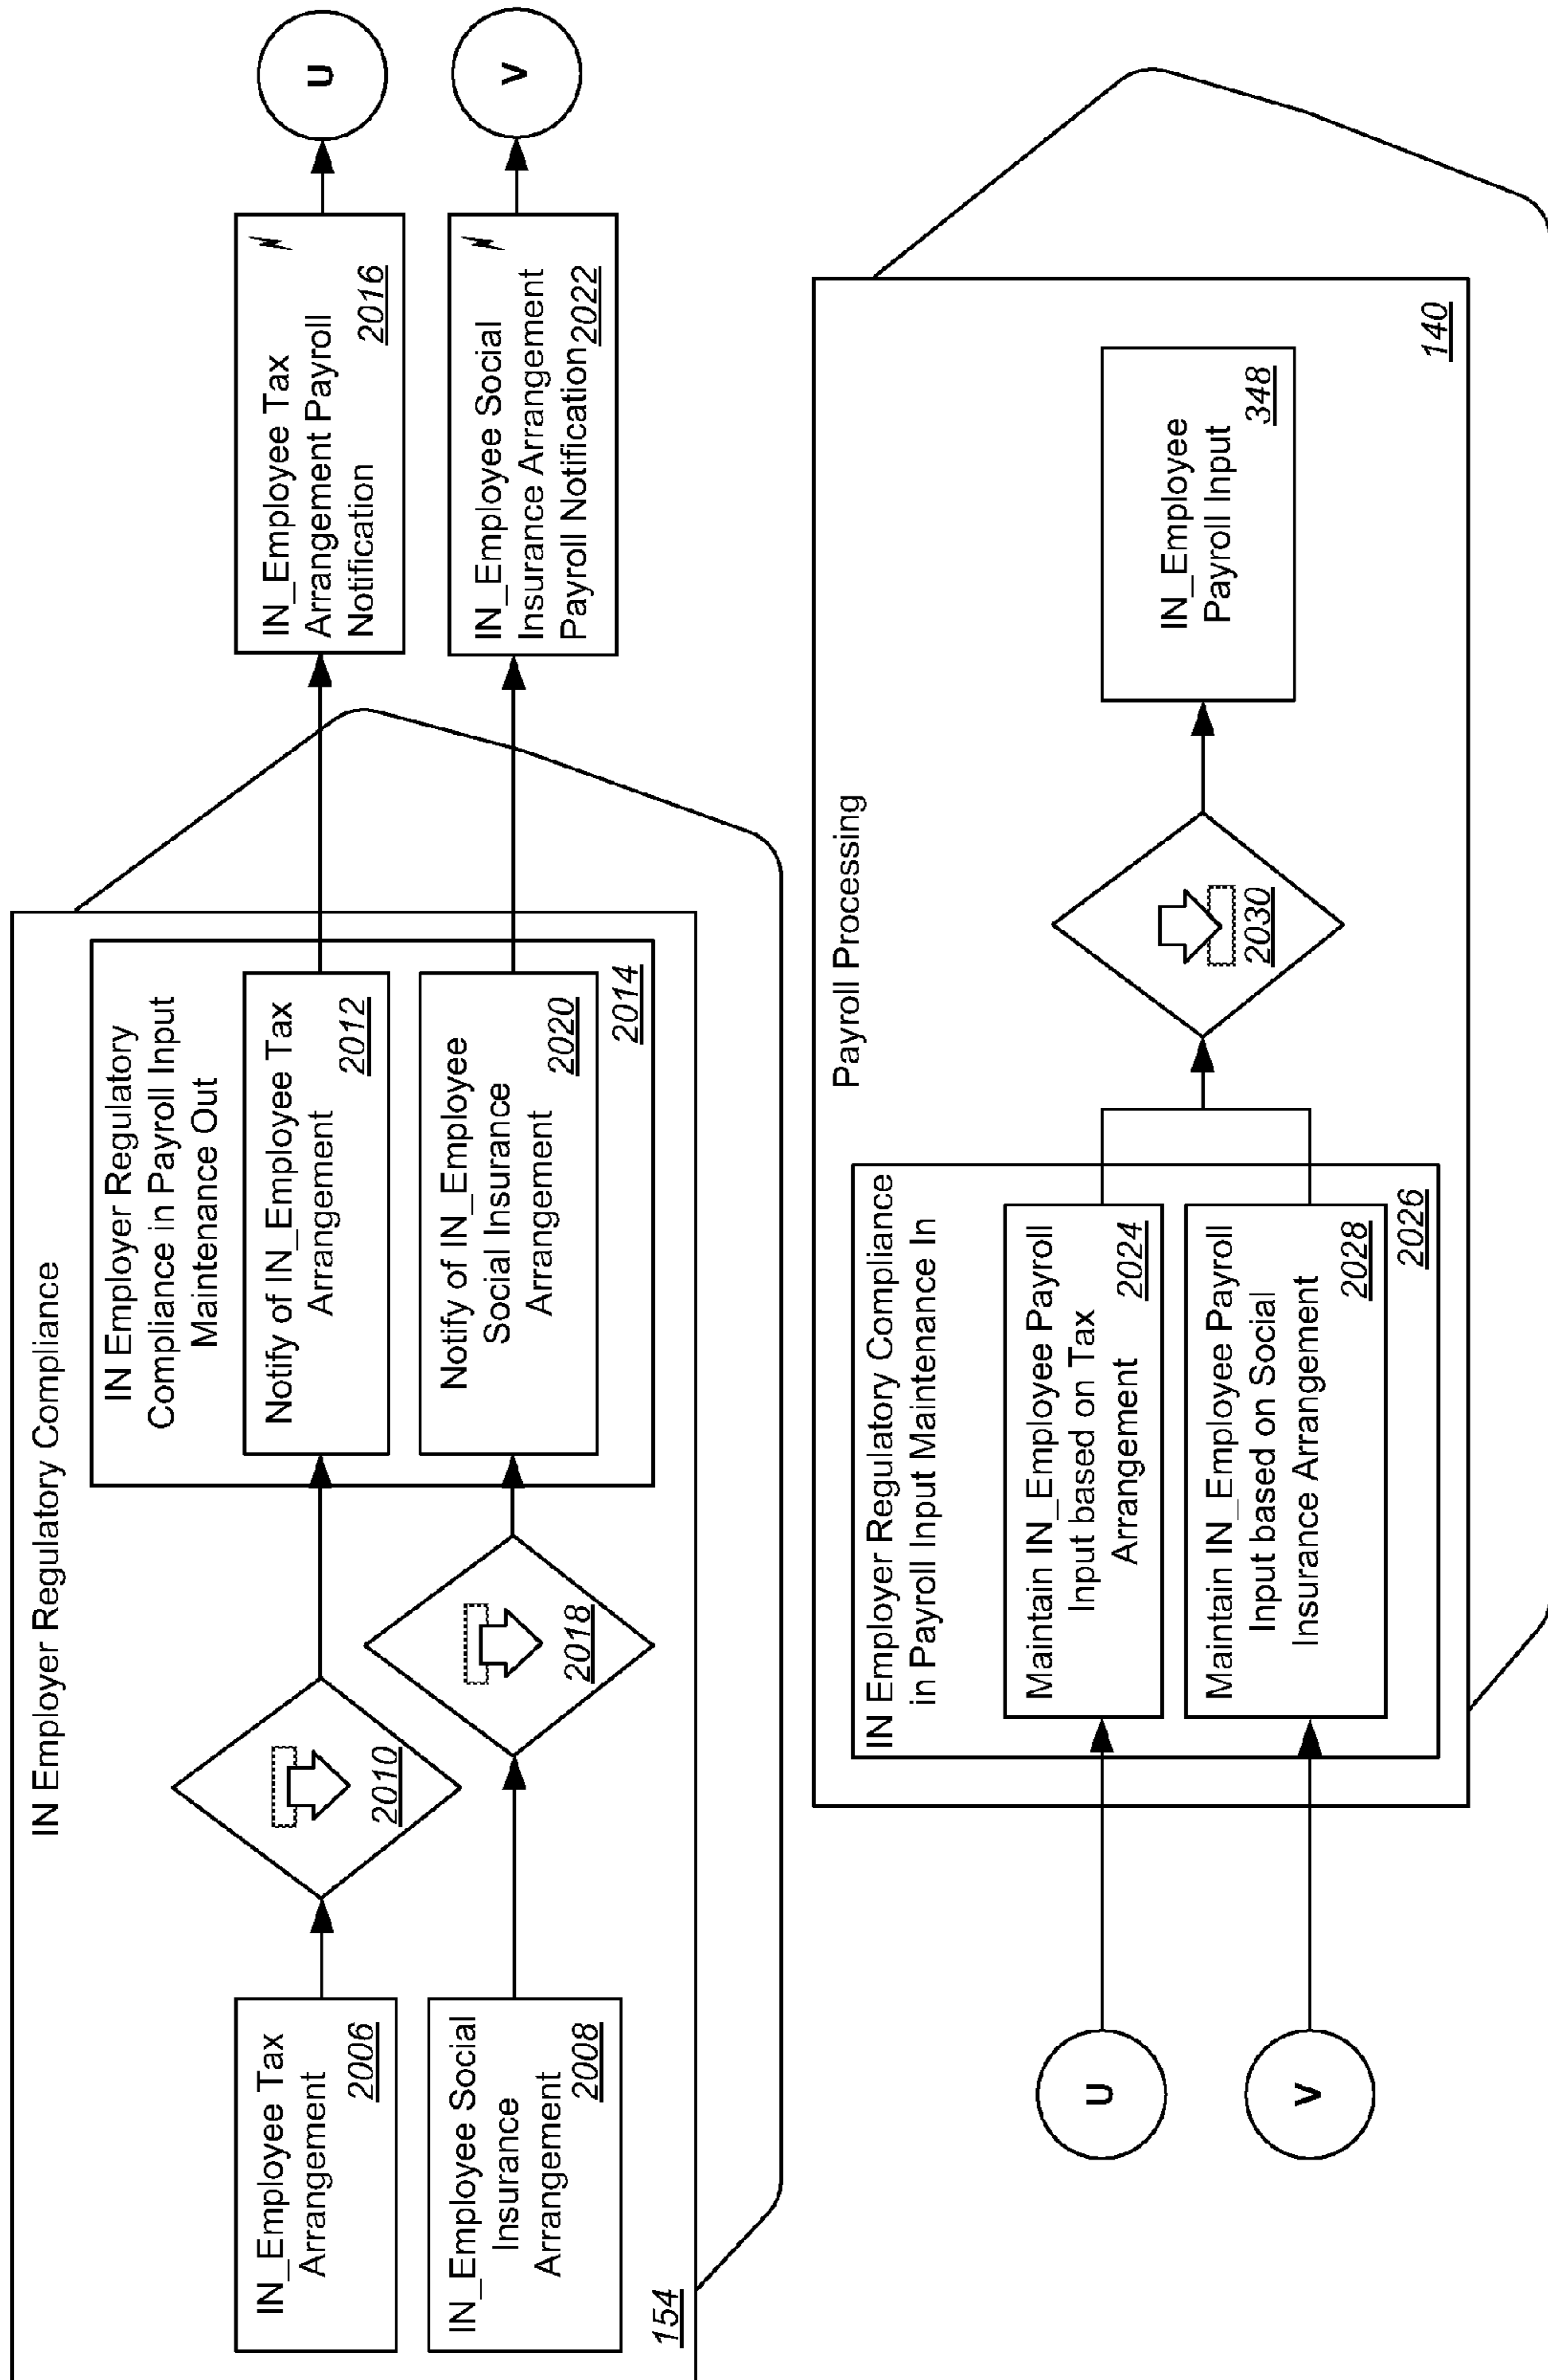 IN Employer Regulatory Compliance
IN_Employee Tax
Arrangement
2006
2010
IN Employer Regulatory
Compliance in Payroll Input
Maintenance Out
Notify of IN_Employee Tax
Arrangement
2012
IN_Employee Tax
Arrangement Payroll
Notification
2016
U
IN_Employee Social
Insurance
Arrangement
2008
2018
Notify of IN_Employee
Social Insurance
Arrangement
2020
2014
IN_Employee Social
Insurance Arrangement
Payroll Notification 2022
V
154
Payroll Processing
IN Employer Regulatory Compliance
in Payroll Input Maintenance In
U
Maintain IN_Employee Payroll
Input based on Tax
Arrangement
2024
V
Maintain IN_Employee Payroll
Input based on Social
Insurance Arrangement
2028
2026
2030
IN_Employee
Payroll Input
348
140